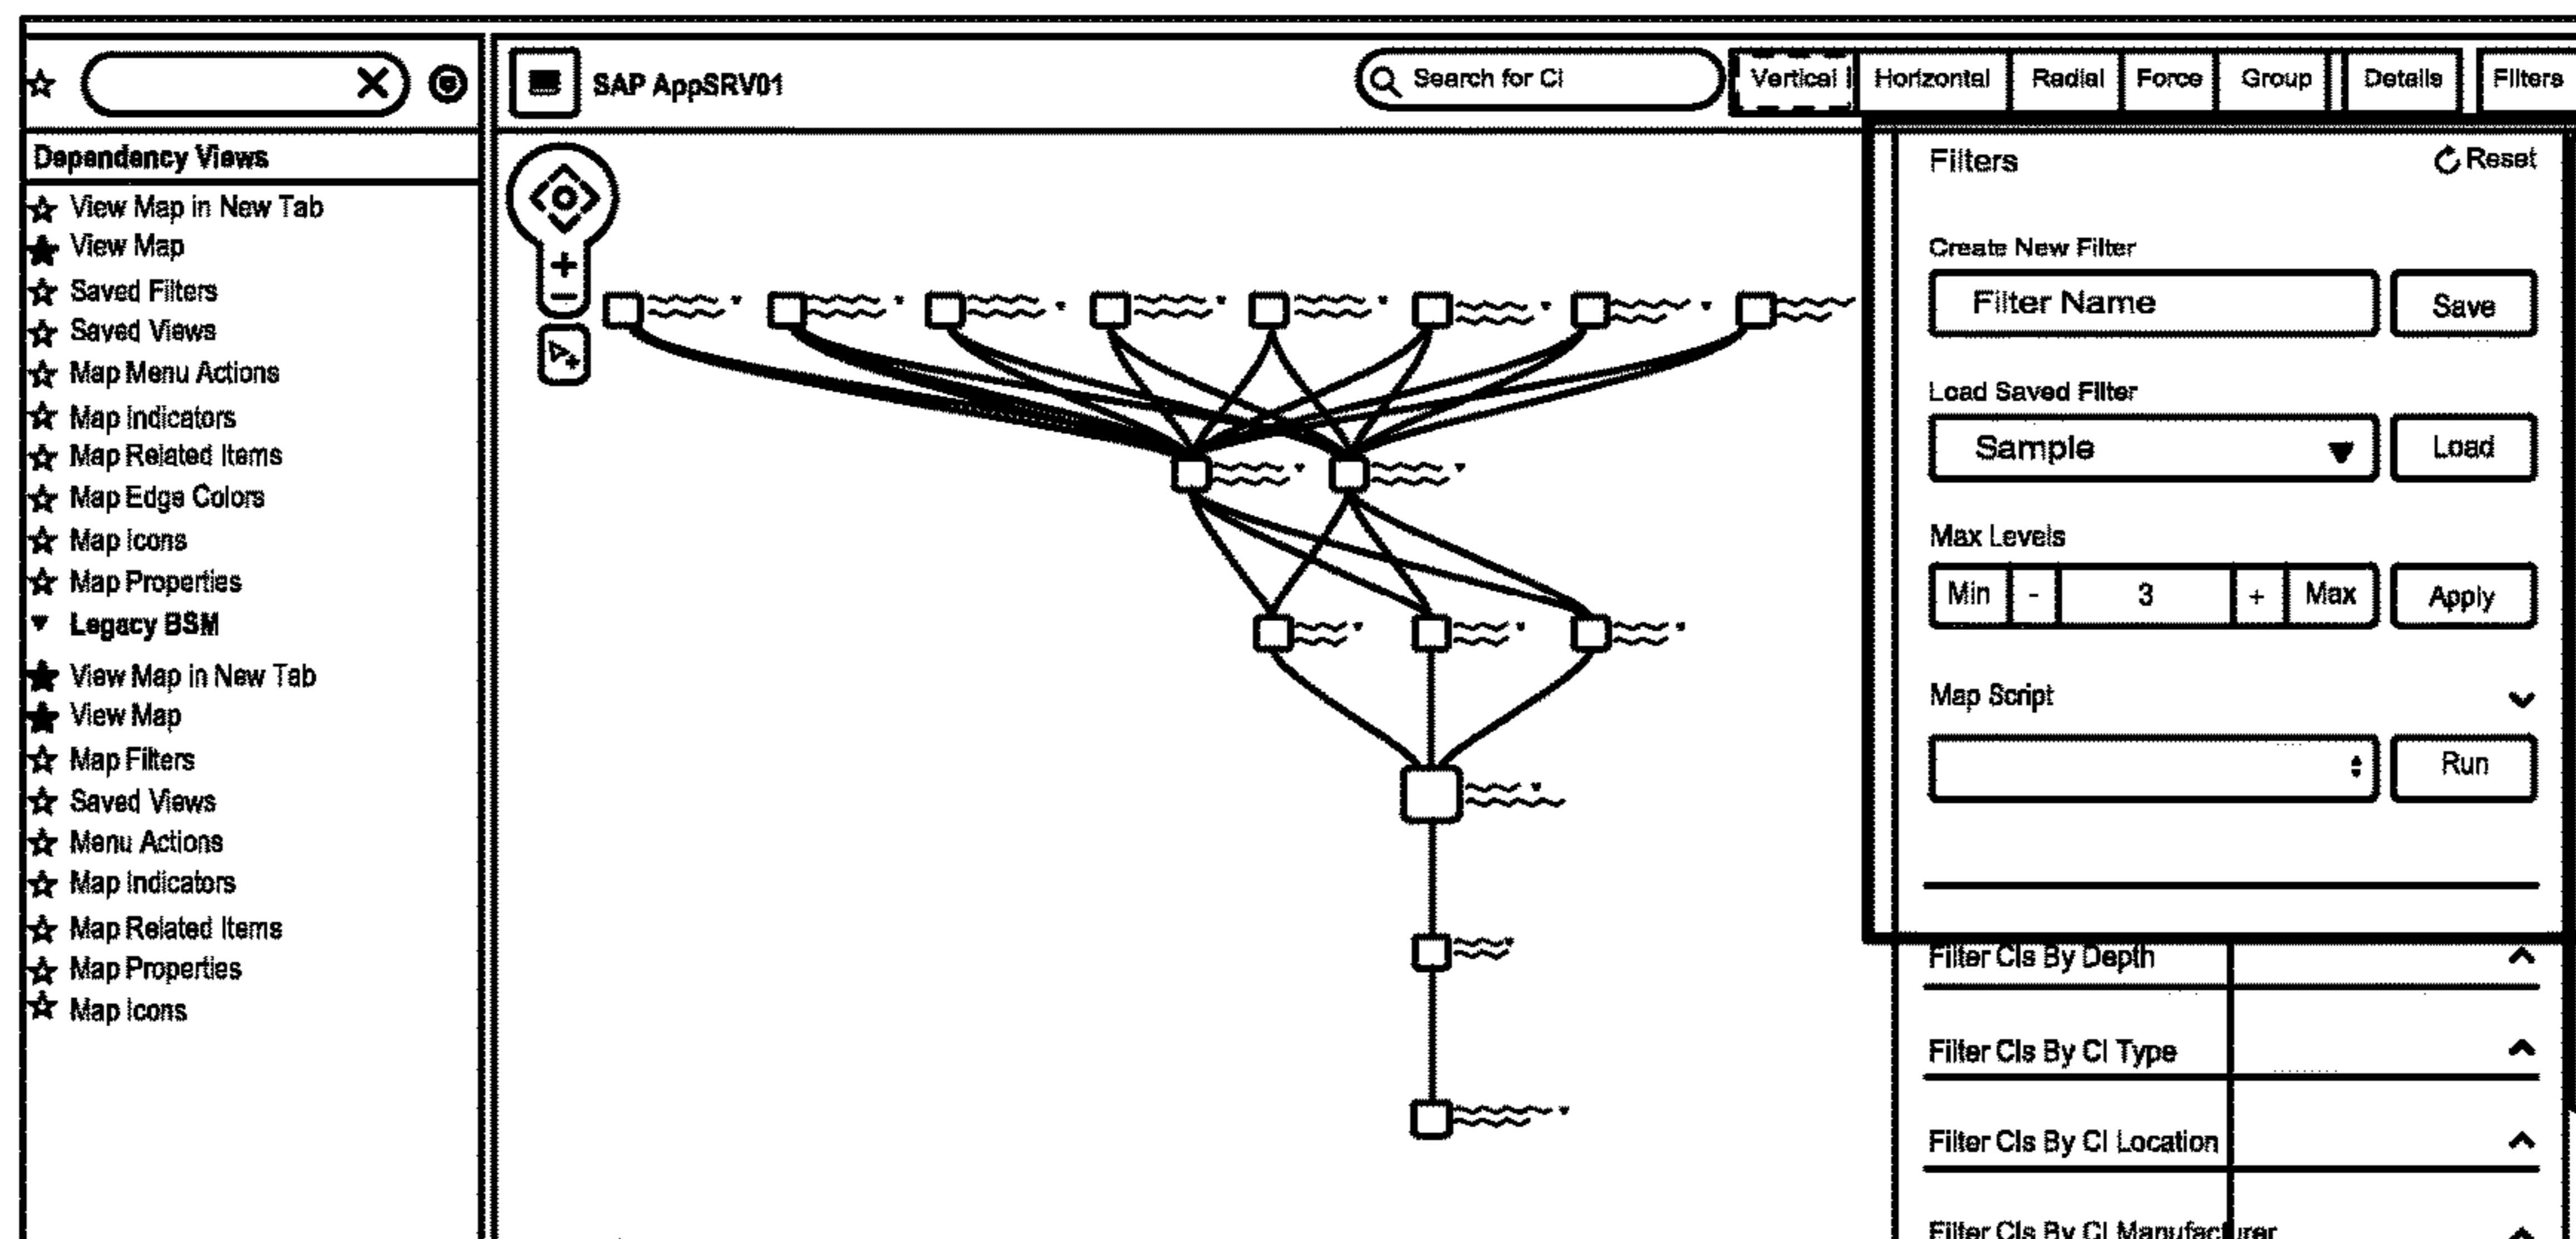 SAP AppSRV01
Search for CI
Vertical
Horizontal
Radial
Force
Group
Details
Filters
Dependency Views
View Map in New Tab
View Map
Saved Filters
Saved Views
Map Menu Actions
Map Indicators
Map Related Items
Map Edge Colors
Map Icons
Map Properties
Legacy BSM
View Map in New Tab
View Map
Map Filters
Saved Views
Menu Actions
Map Indicators
Map Related Items
Map Properties
Map Icons
Filters
Reset
Create New Filter
Filter Name
Save
Load Saved Filter
Sample
Load
Max Levels
Min - 3 + Max
Apply
Map Script
Run
Filter CIs By Depth
Filter CIs By CI Type
Filter CIs By CI Location
Filter CIs By CI Manufacturer